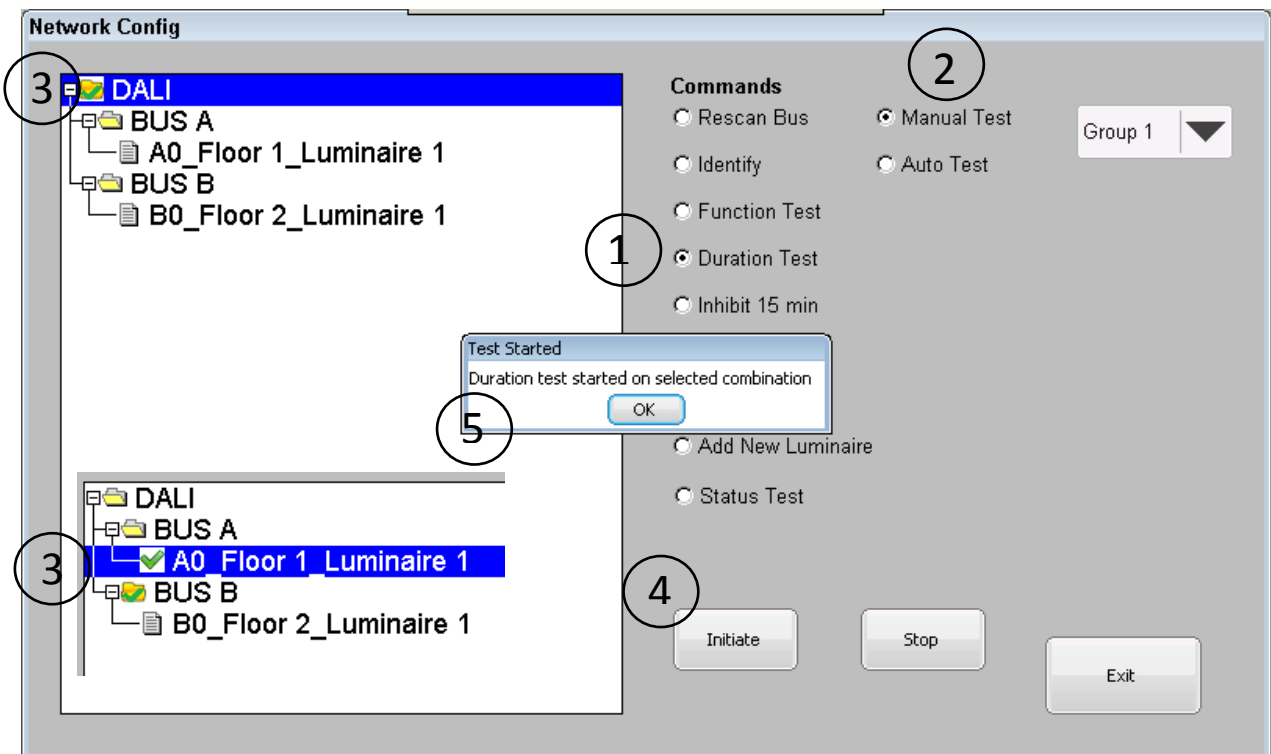 Network Config
3
DALI
BUS A
A0_Floor 1_Luminaire 1
BUS B
B0_Floor 2_Luminaire 1
Commands
2
Rescan Bus
Manual Test
Group 1
Identify
Auto Test
Function Test
1
Duration Test
Inhibit 15 min
Test Started
Duration test started on selected combination
OK
5
Add New Luminaire
Status Test
DALI
BUS A
3
A0_Floor 1_Luminaire 1
BUS B
B0_Floor 2_Luminaire 1
4
Initiate
Stop
Exit